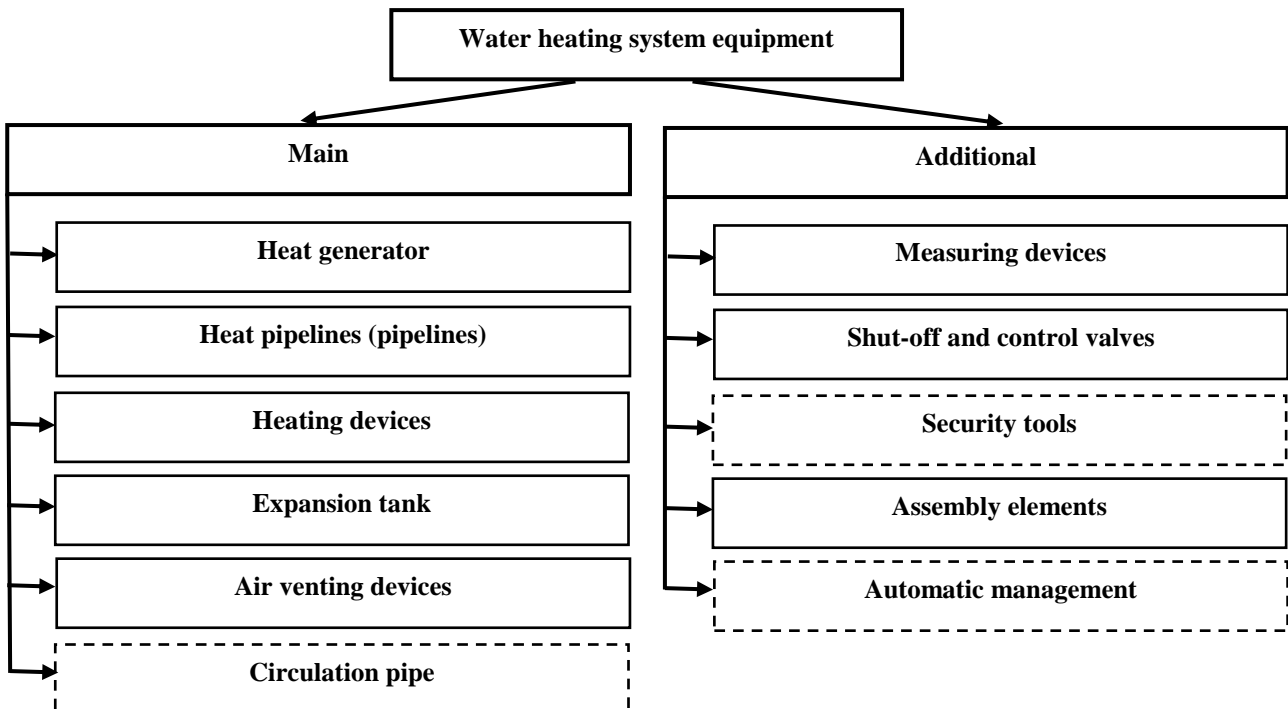 Water heating system equipment
Main
Heat generator
Heat pipelines (pipelines)
Heating devices
Expansion tank
Air venting devices
Circulation pipe
Additional
Measuring devices
Shut-off and control valves
Security tools
Assembly elements
Automatic management